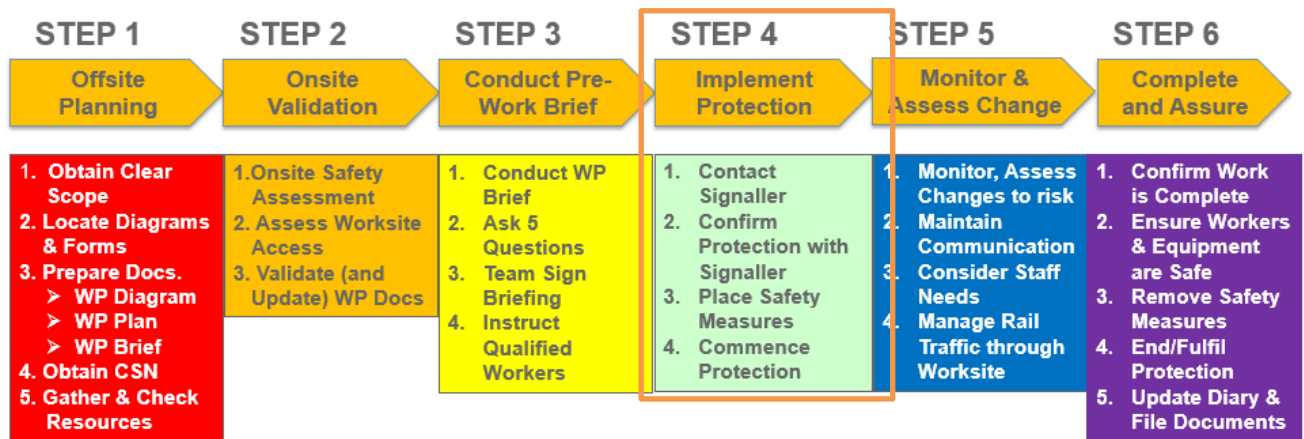 STEP 1
Offsite
Planning
1. Obtain Clear
Scope
2. Locate Diagrams
& Forms
3. Prepare Docs.
➢ WP Diagram
➢ WP Plan
➢ WP Brief
4. Obtain CSN
5. Gather & Check
Resources
STEP 2
Onsite
Validation
1.Onsite Safety
Assessment
2. Assess Worksite
Access
3. Validate (and
Update) WP Docs
STEP 3
Conduct Pre-
Work Brief
1. Conduct WP
Brief
2. Ask 5
Questions
3. Team Sign
Briefing
4. Instruct
Qualified
Workers
STEP 4
Implement
Protection
1. Contact
Signaller
2. Confirm
Protection with
Signaller
3. Place Safety
Measures
4. Commence
Protection
STEP 5
Monitor &
Assess Change
1. Monitor, Assess
Changes to risk
2. Maintain
Communication
3. Consider Staff
Needs
4. Manage Rail
Traffic through
Worksite
STEP 6
Complete
and Assure
1. Confirm Work
is Complete
2. Ensure Workers
& Equipment
are Safe
3. Remove Safety
Measures
4. End/Fulfil
Protection
5. Update Diary &
File Documents